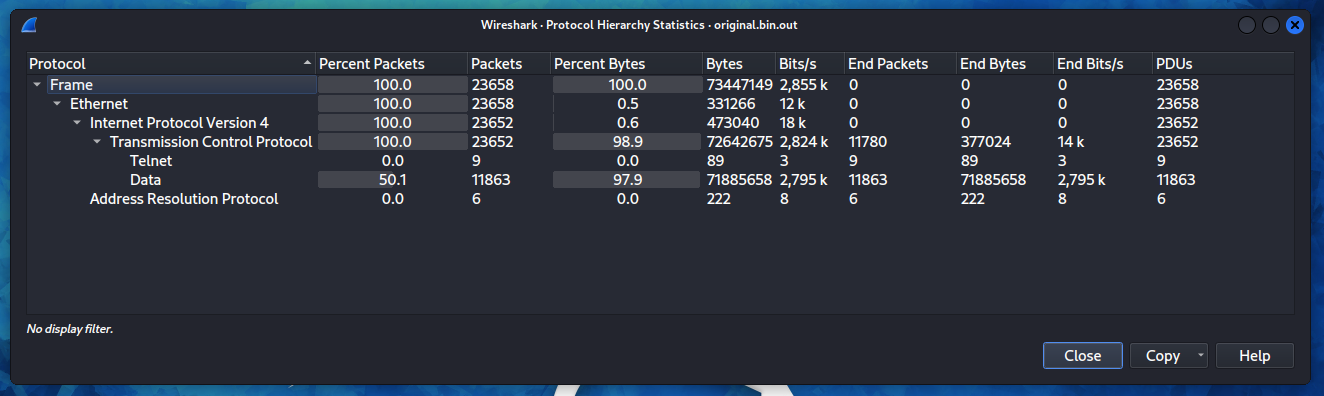 Wireshark · Protocol Hierarchy Statistics · original.bin.out
Protocol Percent Packets Packets Percent Bytes Bytes Bits/s End Packets End Bytes End Bits/s PDUs
Frame 100.0 23658 100.0 73447149 2,855 k 0 0 0 23658
Ethernet 100.0 23658 0.5 331266 12 k 0 0 0 23658
Internet Protocol Version 4 100.0 23652 0.6 473040 18 k 0 0 0 23652
Transmission Control Protocol 100.0 23652 98.9 72642675 2,824 k 11780 377024 14 k 23652
Telnet 0.0 9 0.0 89 3 9 89 3 9
Data 50.1 11863 97.9 71885658 2,795 k 11863 71885658 2,795 k 11863
Address Resolution Protocol 0.0 6 0.0 222 8 6 222 8 6
No display filter.
Close Copy Help